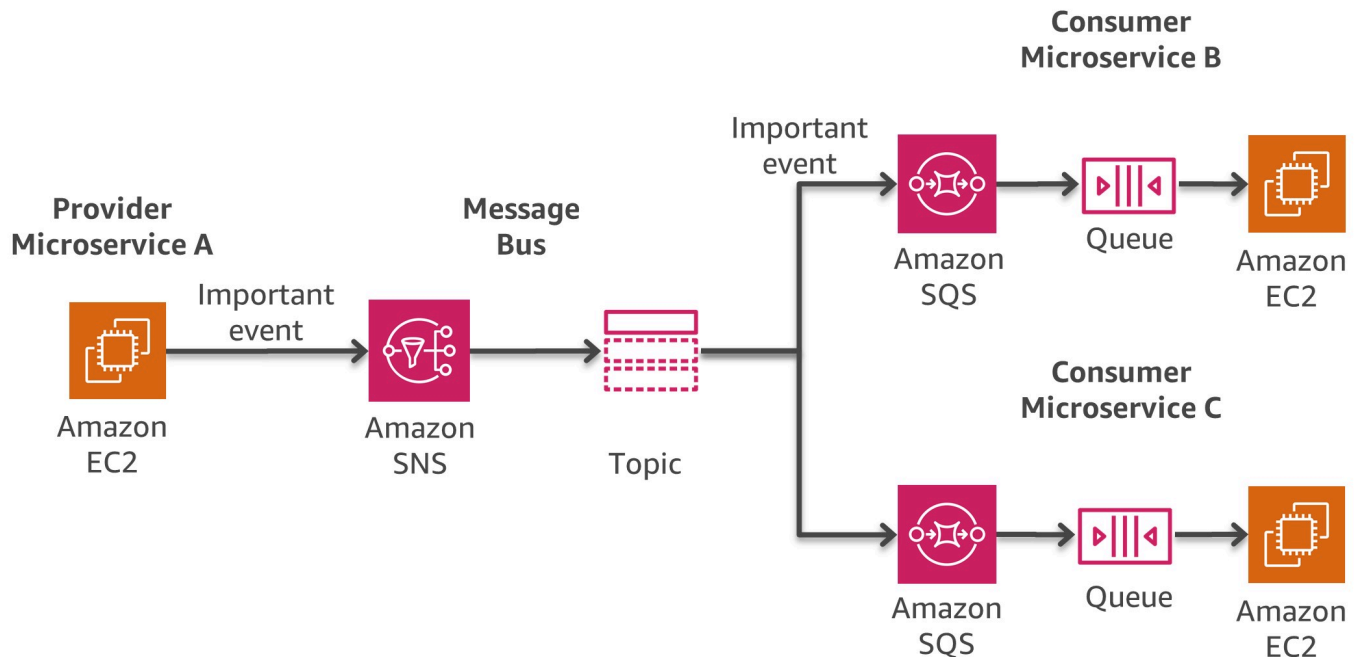 Consumer
Microservice B
Important
event
Provider
Microservice A
Message
Bus
Amazon
SQS
Queue
Amazon
EC2
Important
event
Amazon
EC2
Amazon
SNS
Topic
Consumer
Microservice C
Amazon
SQS
Queue
Amazon
EC2